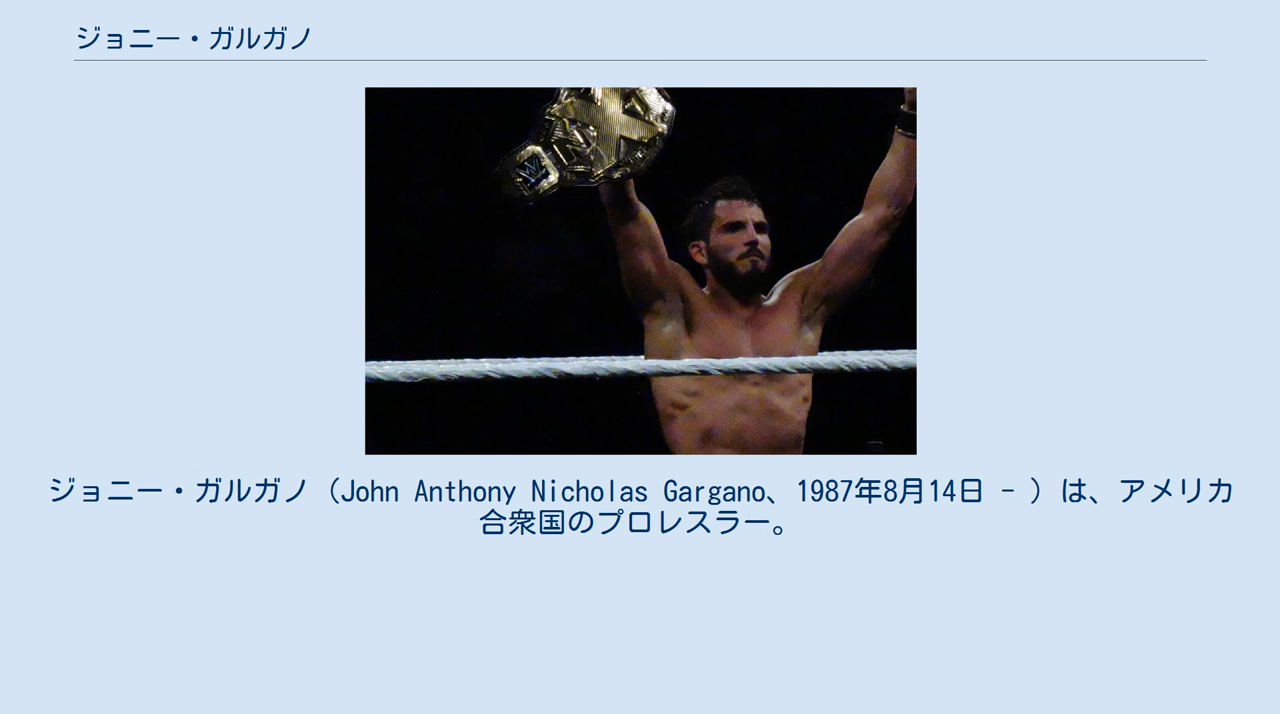 ジョニー・ガルガノ
W
ジョニー・ガルガノ（John Anthony Nicholas Gargano、1987年8月14日 - ）は、アメリカ
合衆国のプロレスラー。